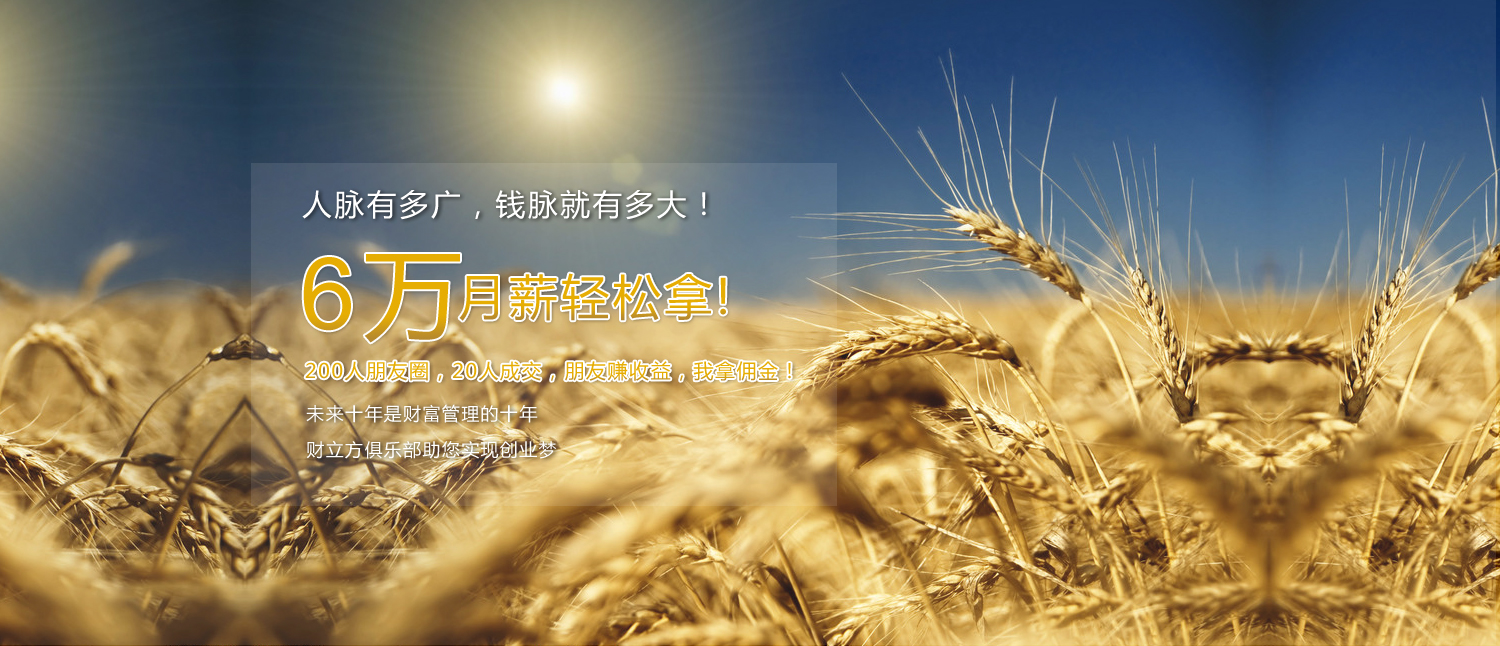 人脉有多广，钱脉就有多大！
6万月薪轻松拿!
200人朋友圈，20人成交，朋友赚收益，我拿佣金！
未来十年是财富管理的十年
财立方俱乐部助您实现创业梦